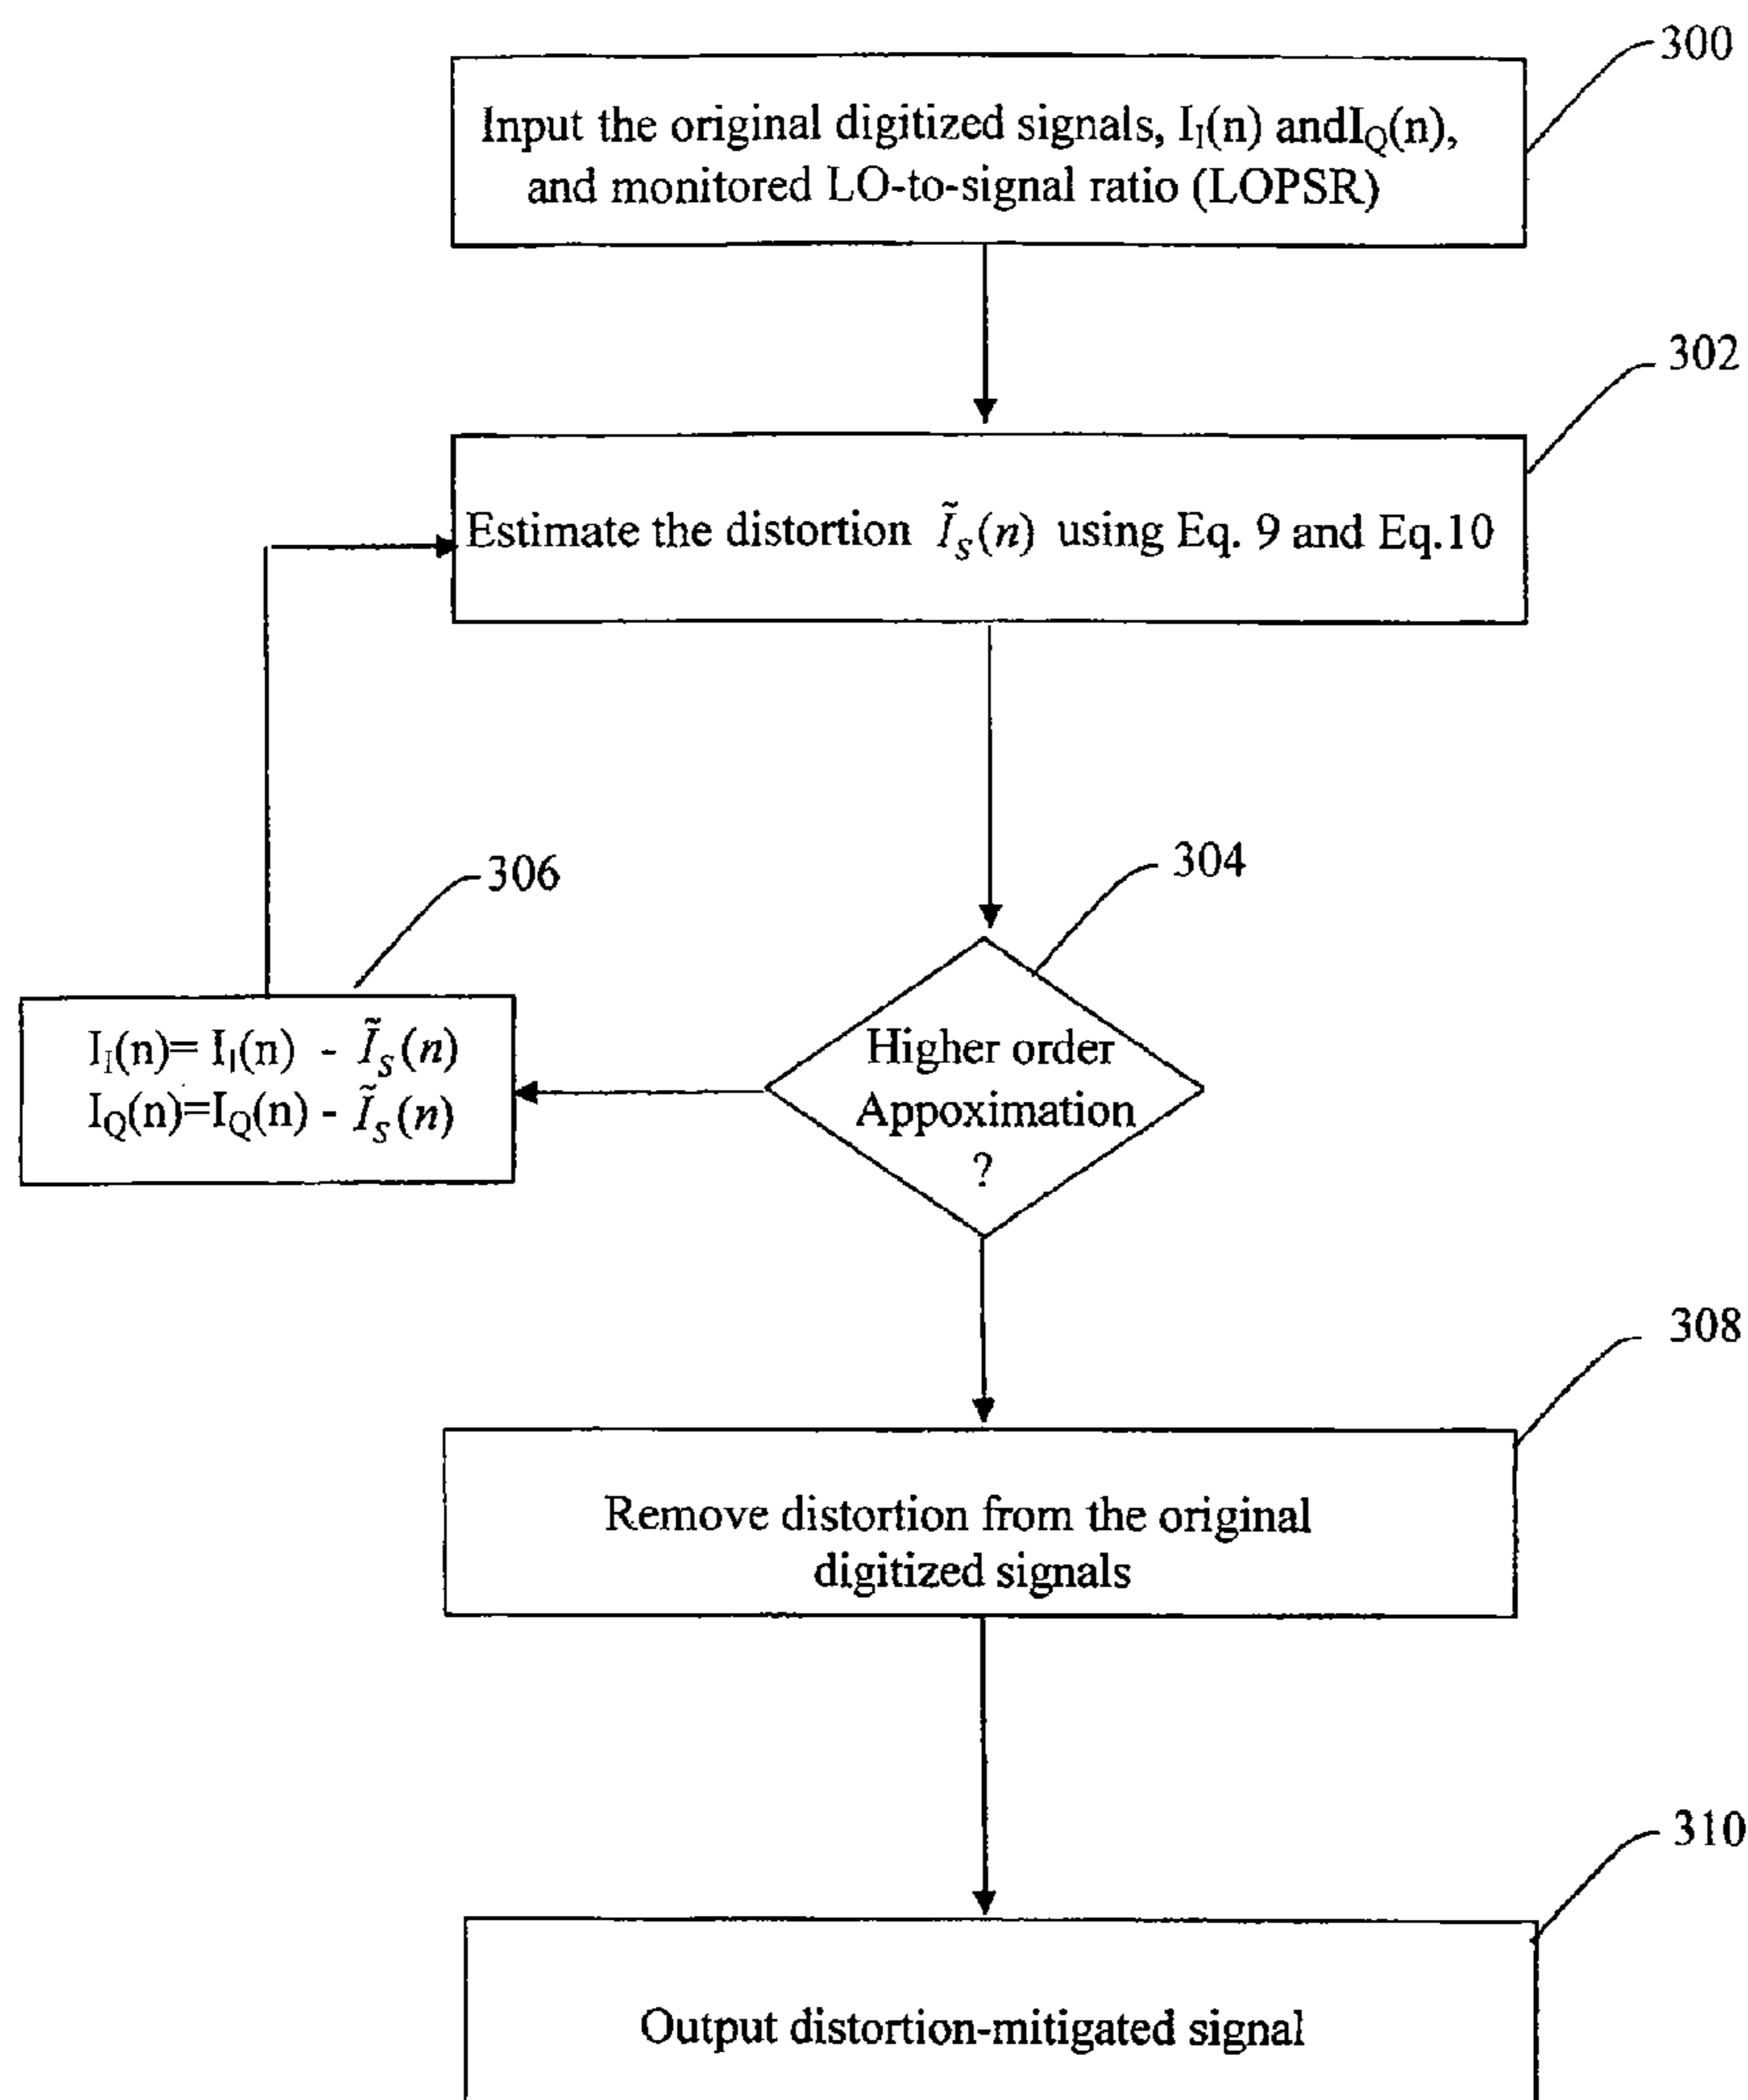 300
Input the original digitized signals, I_I(n) andI_Q(n),
and monitored LO-to-signal ratio (LOPSR)
302
Estimate the distortion Ĩ_S(n) using Eq. 9 and Eq.10
304
306
Higher order
Appoximation
?
I_I(n)= I_I(n) - Ĩ_S(n)
I_Q(n)=I_Q(n) - Ĩ_S(n)
308
Remove distortion from the original
digitized signals
310
Output distortion-mitigated signal